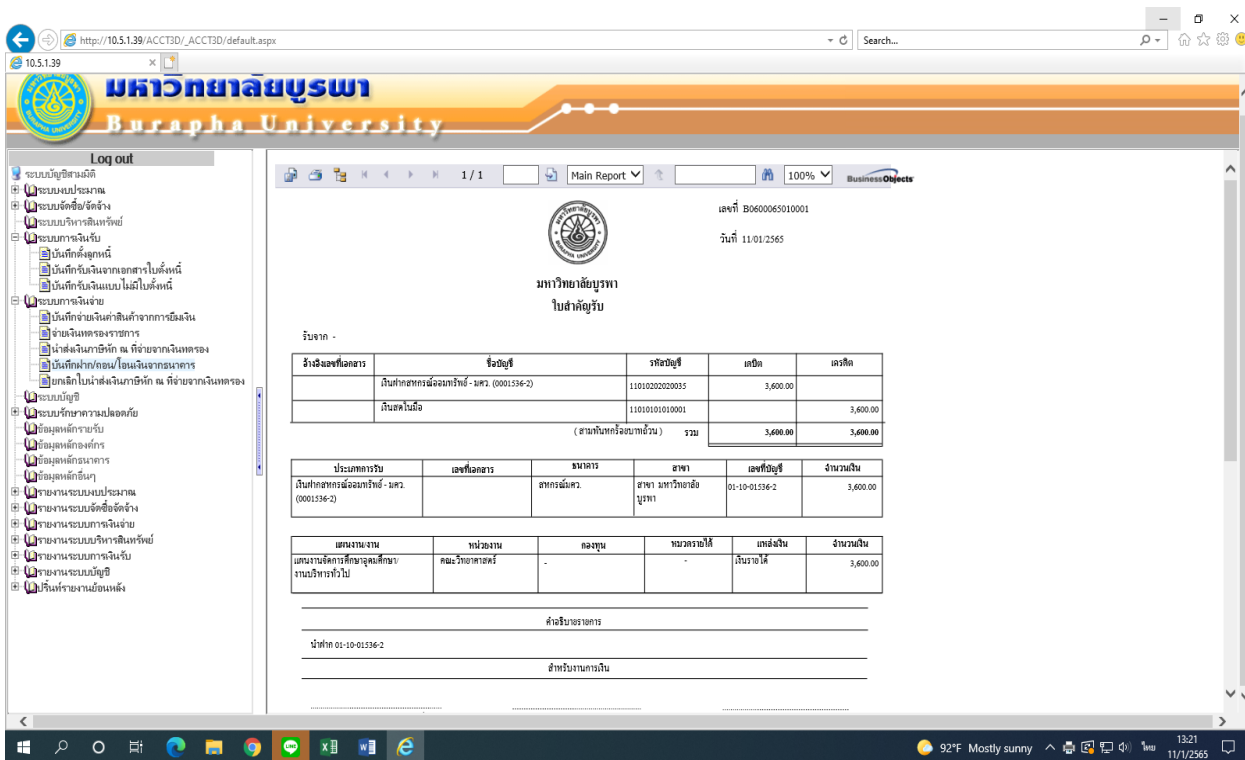 http://10.5.1.39/ACCT3D/_ACCT3D/default.aspx
Search...
10.5.1.39
มหาวิทยาลัยบูรพา
Burapha University
Log out
ระบบบัญชีสามมิติ
ระบบงบประมาณ
ระบบจัดซื้อ/จัดจ้าง
ระบบบริหารสินทรัพย์
ระบบการเงินรับ
บันทึกตั้งลูกหนี้
บันทึกรับเงินจากเอกสารใบตั้งหนี้
บันทึกรับเงินแบบไม่มีใบตั้งหนี้
ระบบการเงินจ่าย
บันทึกจ่ายเงินค่าสินค้าจากการยืมเงิน
จ่ายเงินทดรองราชการ
นำส่งเงินภาษีหัก ณ ที่จ่ายจากเงินทดรอง
บันทึกฝาก/ถอน/โอนเงินจากธนาคาร
ยกเลิกใบนำส่งเงินภาษีหัก ณ ที่จ่ายจากเงินทดรอง
ระบบบัญชี
ระบบรักษาความปลอดภัย
ข้อมูลหลักรายรับ
ข้อมูลหลักองค์กร
ข้อมูลหลักธนาคาร
ข้อมูลหลักอื่นๆ
รายงานระบบงบประมาณ
รายงานระบบจัดซื้อจัดจ้าง
รายงานระบบการเงินจ่าย
รายงานระบบบริหารสินทรัพย์
รายงานระบบการเงินรับ
รายงานระบบบัญชี
ปริ้นท์รายงานย้อนหลัง
1 / 1 Main Report 100% BusinessObjects
เลขที่ B0600065010001
วันที่ 11/01/2565
มหาวิทยาลัยบูรพา
ใบสำคัญรับ
รับจาก -
อ้างอิงเลขที่เอกสาร ชื่อบัญชี รหัสบัญชี เดบิต เครดิต
เงินฝากสหกรณ์ออมทรัพย์ - มศว. (0001536-2) 11010202020035 3,600.00
เงินสดในมือ 11010101010001 3,600.00
( สามพันหกร้อยบาทถ้วน ) รวม 3,600.00 3,600.00
ประเภทการรับ เลขที่เอกสาร ธนาคาร สาขา เลขที่บัญชี จำนวนเงิน
เงินฝากสหกรณ์ออมทรัพย์ - มศว. สหกรณ์มศว. สาขา มหาวิทยาลัย 01-10-01536-2 3,600.00
(0001536-2) บูรพา
แผนงาน/งาน หน่วยงาน กองทุน หมวดรายได้ แหล่งเงิน จำนวนเงิน
แผนงานจัดการศึกษาอุดมศึกษา/ คณะวิทยาศาสตร์ - - เงินรายได้ 3,600.00
งานบริหารทั่วไป
คำอธิบายรายการ
นำฝาก 01-10-01536-2
สำหรับงานการเงิน
92°F Mostly sunny ไทย 13:21
11/1/2565